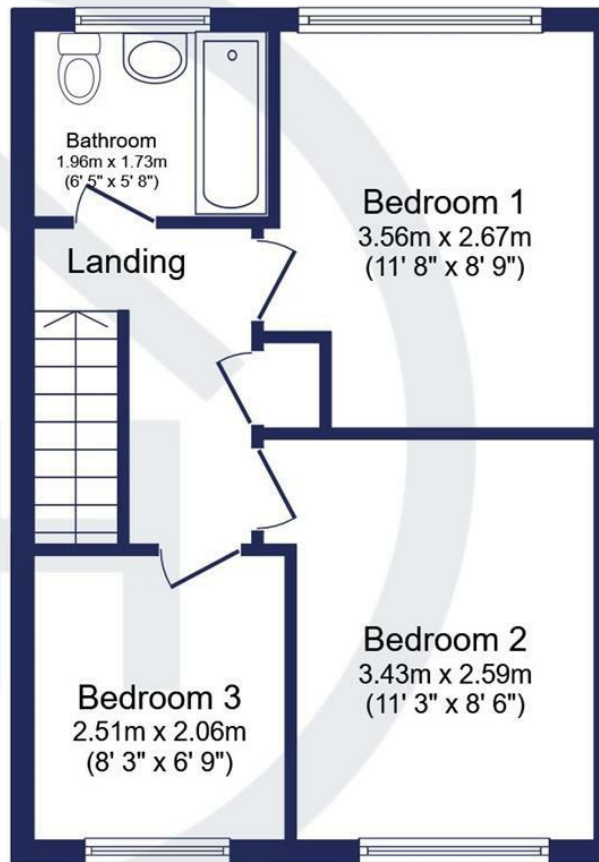 Bathroom
1.96m x 1.73m
(6' 5" x 5' 8")
Bedroom 1
3.56m x 2.67m
(11' 8" x 8' 9")
Landing
Bedroom 2
3.43m x 2.59m
(11' 3" x 8' 6")
Bedroom 3
2.51m x 2.06m
(8' 3" x 6' 9")